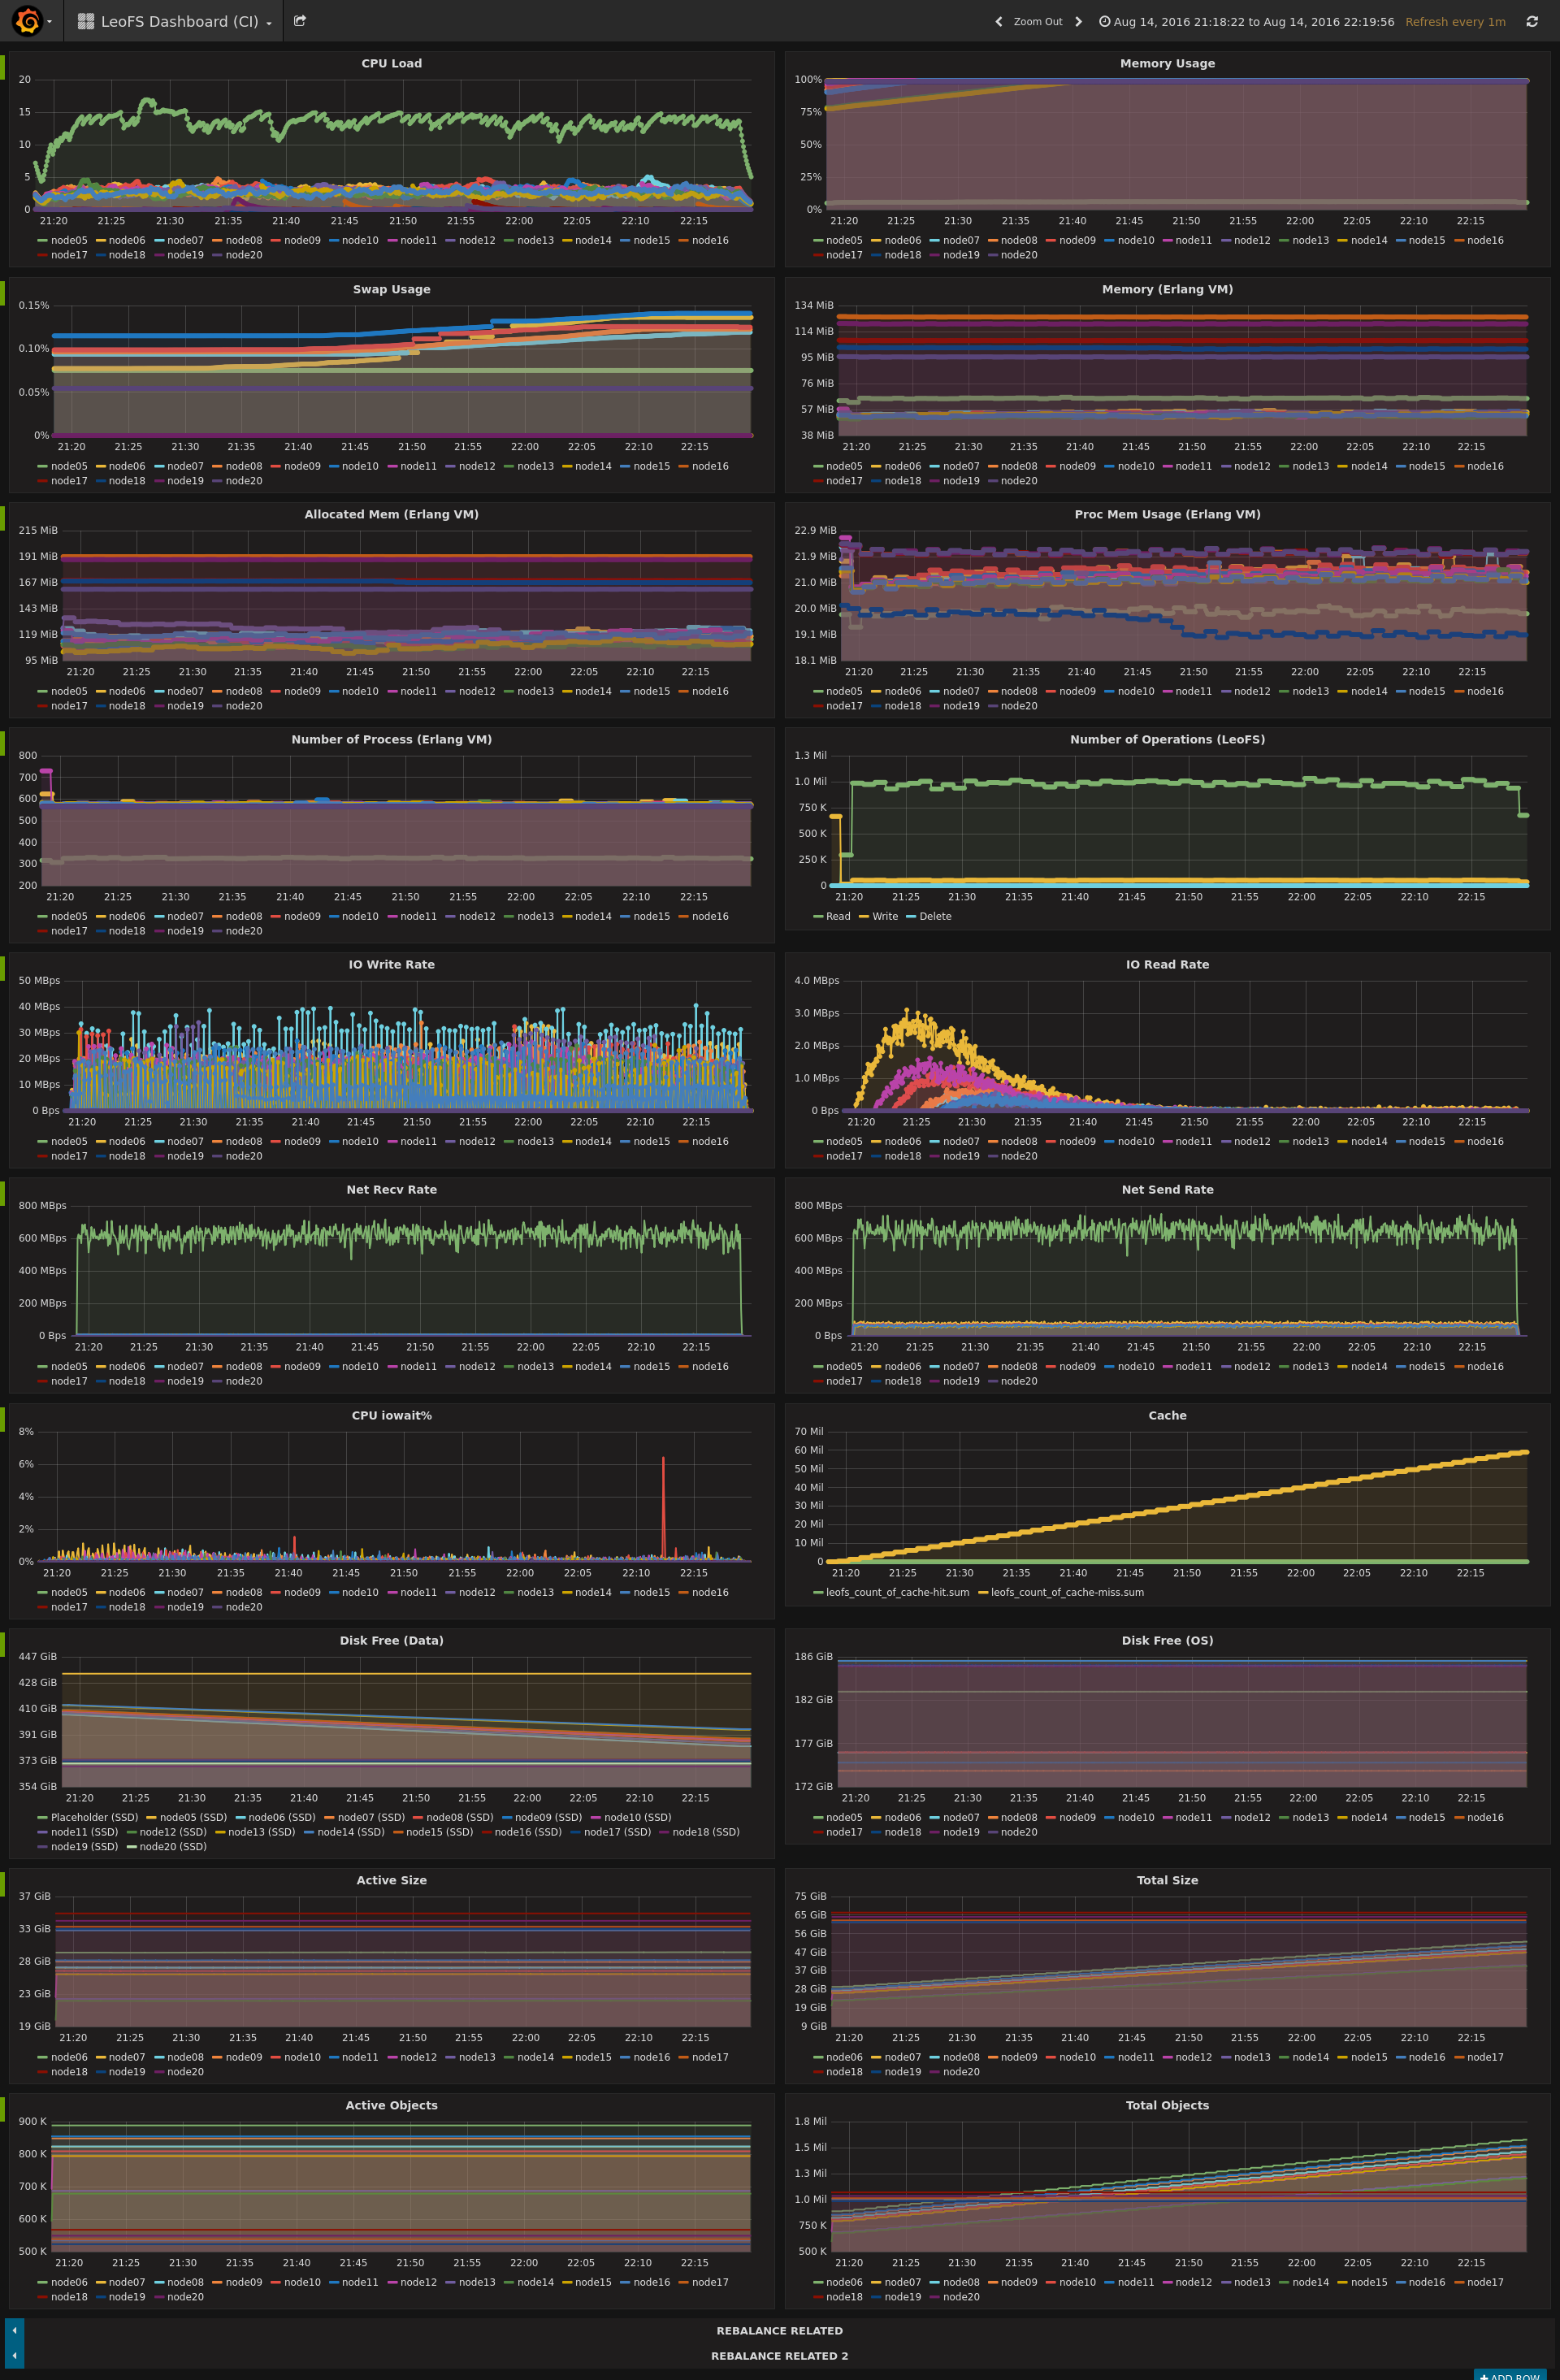 LeoFS Dashboard (CI)
Zoom Out
Aug 14, 2016 21:18:22 to Aug 14, 2016 22:19:56
Refresh every 1m
CPU Load
20
15
10
5
0
21:20 21:25 21:30 21:35 21:40 21:45 21:50 21:55 22:00 22:05 22:10 22:15
node05 node06 node07 node08 node09 node10 node11 node12 node13 node14 node15 node16
node17 node18 node19 node20
Memory Usage
100%
75%
50%
25%
0%
21:20 21:25 21:30 21:35 21:40 21:45 21:50 21:55 22:00 22:05 22:10 22:15
node05 node06 node07 node08 node09 node10 node11 node12 node13 node14 node15 node16
node17 node18 node19 node20
Swap Usage
0.15%
0.10%
0.05%
0%
21:20 21:25 21:30 21:35 21:40 21:45 21:50 21:55 22:00 22:05 22:10 22:15
node05 node06 node07 node08 node09 node10 node11 node12 node13 node14 node15 node16
node17 node18 node19 node20
Memory (Erlang VM)
134 MiB
114 MiB
95 MiB
76 MiB
57 MiB
38 MiB
21:20 21:25 21:30 21:35 21:40 21:45 21:50 21:55 22:00 22:05 22:10 22:15
node05 node06 node07 node08 node09 node10 node11 node12 node13 node14 node15 node16
node17 node18 node19 node20
Allocated Mem (Erlang VM)
215 MiB
191 MiB
167 MiB
143 MiB
119 MiB
95 MiB
21:20 21:25 21:30 21:35 21:40 21:45 21:50 21:55 22:00 22:05 22:10 22:15
node05 node06 node07 node08 node09 node10 node11 node12 node13 node14 node15 node16
node17 node18 node19 node20
Proc Mem Usage (Erlang VM)
22.9 MiB
21.9 MiB
21.0 MiB
20.0 MiB
19.1 MiB
18.1 MiB
21:20 21:25 21:30 21:35 21:40 21:45 21:50 21:55 22:00 22:05 22:10 22:15
node05 node06 node07 node08 node09 node10 node11 node12 node13 node14 node15 node16
node17 node18 node19 node20
Number of Process (Erlang VM)
800
700
600
500
400
300
200
21:20 21:25 21:30 21:35 21:40 21:45 21:50 21:55 22:00 22:05 22:10 22:15
node05 node06 node07 node08 node09 node10 node11 node12 node13 node14 node15 node16
node17 node18 node19 node20
Number of Operations (LeoFS)
1.3 Mil
1.0 Mil
750 K
500 K
250 K
0
21:20 21:25 21:30 21:35 21:40 21:45 21:50 21:55 22:00 22:05 22:10 22:15
Read Write Delete
IO Write Rate
50 MBps
40 MBps
30 MBps
20 MBps
10 MBps
0 Bps
21:20 21:25 21:30 21:35 21:40 21:45 21:50 21:55 22:00 22:05 22:10 22:15
node05 node06 node07 node08 node09 node10 node11 node12 node13 node14 node15 node16
node17 node18 node19 node20
IO Read Rate
4.0 MBps
3.0 MBps
2.0 MBps
1.0 MBps
0 Bps
21:20 21:25 21:30 21:35 21:40 21:45 21:50 21:55 22:00 22:05 22:10 22:15
node05 node06 node07 node08 node09 node10 node11 node12 node13 node14 node15 node16
node17 node18 node19 node20
Net Recv Rate
800 MBps
600 MBps
400 MBps
200 MBps
0 Bps
21:20 21:25 21:30 21:35 21:40 21:45 21:50 21:55 22:00 22:05 22:10 22:15
node05 node06 node07 node08 node09 node10 node11 node12 node13 node14 node15 node16
node17 node18 node19 node20
Net Send Rate
800 MBps
600 MBps
400 MBps
200 MBps
0 Bps
21:20 21:25 21:30 21:35 21:40 21:45 21:50 21:55 22:00 22:05 22:10 22:15
node05 node06 node07 node08 node09 node10 node11 node12 node13 node14 node15 node16
node17 node18 node19 node20
CPU iowait%
8%
6%
4%
2%
0%
21:20 21:25 21:30 21:35 21:40 21:45 21:50 21:55 22:00 22:05 22:10 22:15
node05 node06 node07 node08 node09 node10 node11 node12 node13 node14 node15 node16
node17 node18 node19 node20
Cache
70 Mil
60 Mil
50 Mil
40 Mil
30 Mil
20 Mil
10 Mil
0
21:20 21:25 21:30 21:35 21:40 21:45 21:50 21:55 22:00 22:05 22:10 22:15
leofs_count_of_cache-hit.sum leofs_count_of_cache-miss.sum
Disk Free (Data)
447 GiB
428 GiB
410 GiB
391 GiB
373 GiB
354 GiB
21:20 21:25 21:30 21:35 21:40 21:45 21:50 21:55 22:00 22:05 22:10 22:15
Placeholder (SSD) node05 (SSD) node06 (SSD) node07 (SSD) node08 (SSD) node09 (SSD) node10 (SSD)
node11 (SSD) node12 (SSD) node13 (SSD) node14 (SSD) node15 (SSD) node16 (SSD) node17 (SSD) node18 (SSD)
node19 (SSD) node20 (SSD)
Disk Free (OS)
186 GiB
182 GiB
177 GiB
172 GiB
21:20 21:25 21:30 21:35 21:40 21:45 21:50 21:55 22:00 22:05 22:10 22:15
node05 node06 node07 node08 node09 node10 node11 node12 node13 node14 node15 node16
node17 node18 node19 node20
Active Size
37 GiB
33 GiB
28 GiB
23 GiB
19 GiB
21:20 21:25 21:30 21:35 21:40 21:45 21:50 21:55 22:00 22:05 22:10 22:15
node06 node07 node08 node09 node10 node11 node12 node13 node14 node15 node16 node17
node18 node19 node20
Total Size
75 GiB
65 GiB
56 GiB
47 GiB
37 GiB
28 GiB
19 GiB
9 GiB
21:20 21:25 21:30 21:35 21:40 21:45 21:50 21:55 22:00 22:05 22:10 22:15
node06 node07 node08 node09 node10 node11 node12 node13 node14 node15 node16 node17
node18 node19 node20
Active Objects
900 K
800 K
700 K
600 K
500 K
21:20 21:25 21:30 21:35 21:40 21:45 21:50 21:55 22:00 22:05 22:10 22:15
node06 node07 node08 node09 node10 node11 node12 node13 node14 node15 node16 node17
node18 node19 node20
Total Objects
1.8 Mil
1.5 Mil
1.3 Mil
1.0 Mil
750 K
500 K
21:20 21:25 21:30 21:35 21:40 21:45 21:50 21:55 22:00 22:05 22:10 22:15
node06 node07 node08 node09 node10 node11 node12 node13 node14 node15 node16 node17
node18 node19 node20
REBALANCE RELATED
REBALANCE RELATED 2
ADD ROW